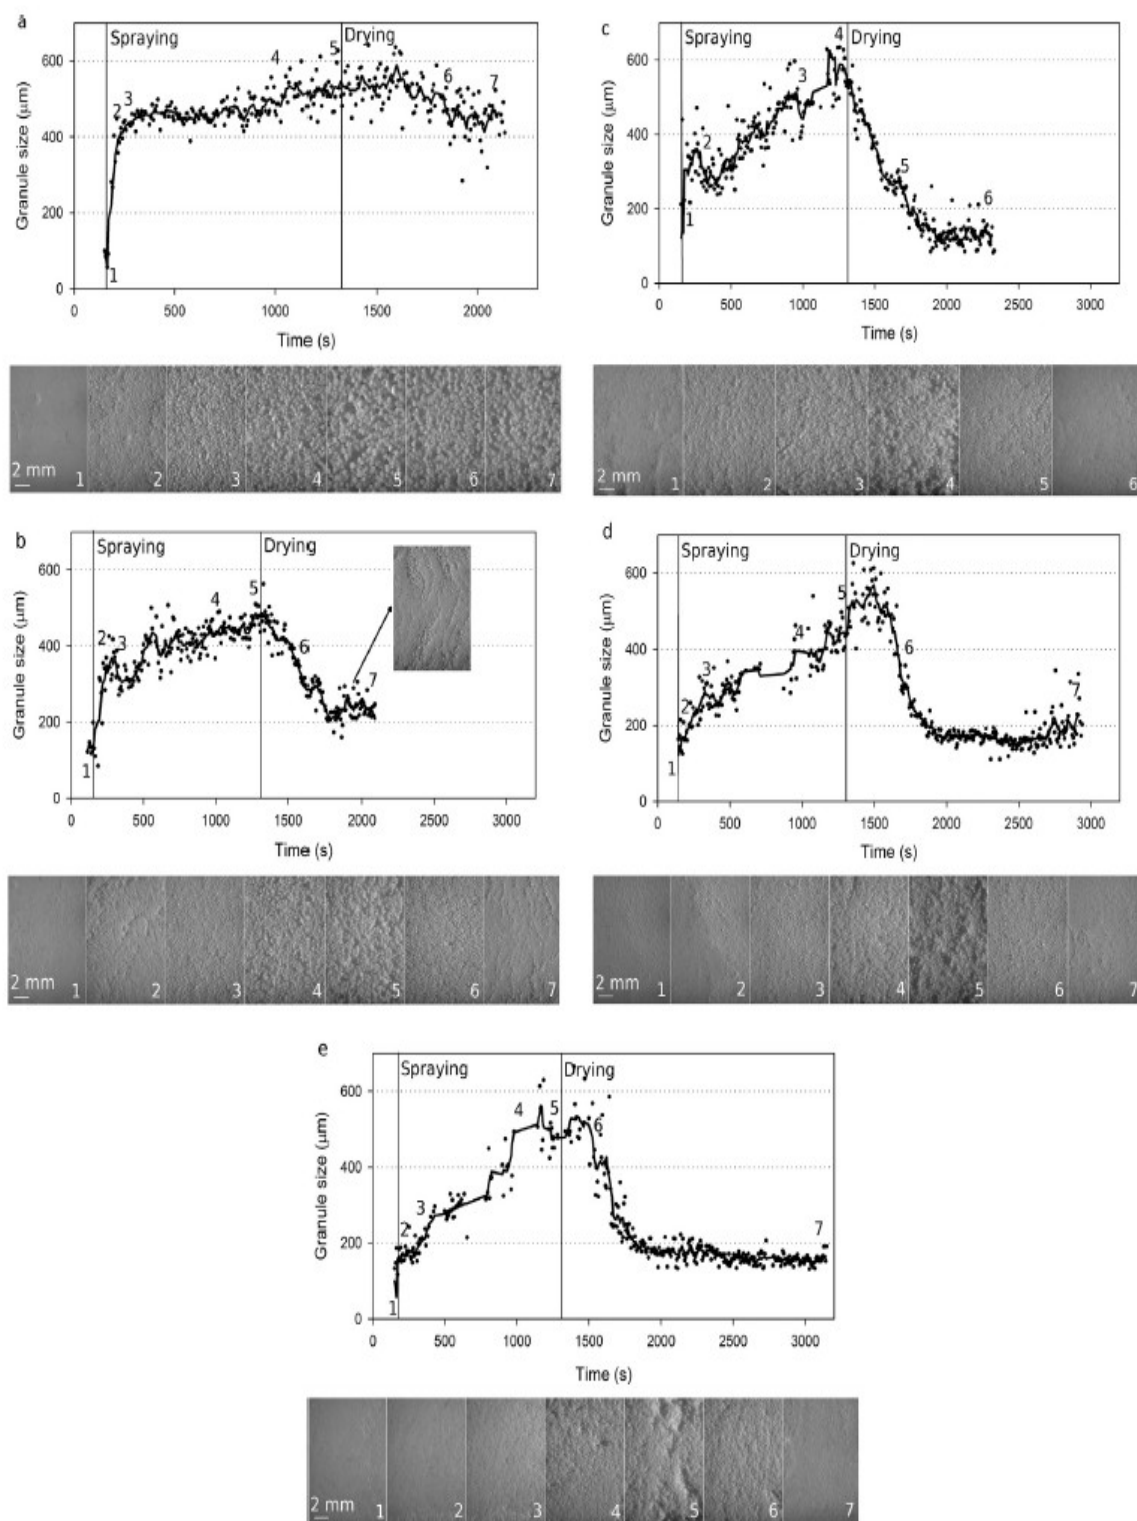 a
Spraying
Drying
Granule size (µm)
600
400
200
0
1
2
3
4
5
6
7
0 500 1000 1500 2000
Time (s)
2 mm
1 2 3 4 5 6 7
c
Spraying
Drying
Granule size (µm)
600
400
200
0
1
2
3
4
5
6
0 500 1000 1500 2000 2500 3000
Time (s)
2 mm
1 2 3 4 5 6
b
Spraying
Drying
Granule size (µm)
600
400
200
0
1
2
3
4
5
6
7
0 500 1000 1500 2000 2500 3000
Time (s)
2 mm
1 2 3 4 5 6 7
d
Spraying
Drying
Granule size (µm)
600
400
200
0
1
2
3
4
5
6
7
0 500 1000 1500 2000 2500 3000
Time (s)
2 mm
1 2 3 4 5 6 7
e
Spraying
Drying
Granule size (µm)
600
400
200
0
1
2
3
4
5
6
7
0 500 1000 1500 2000 2500 3000
Time (s)
2 mm
1 2 3 4 5 6 7